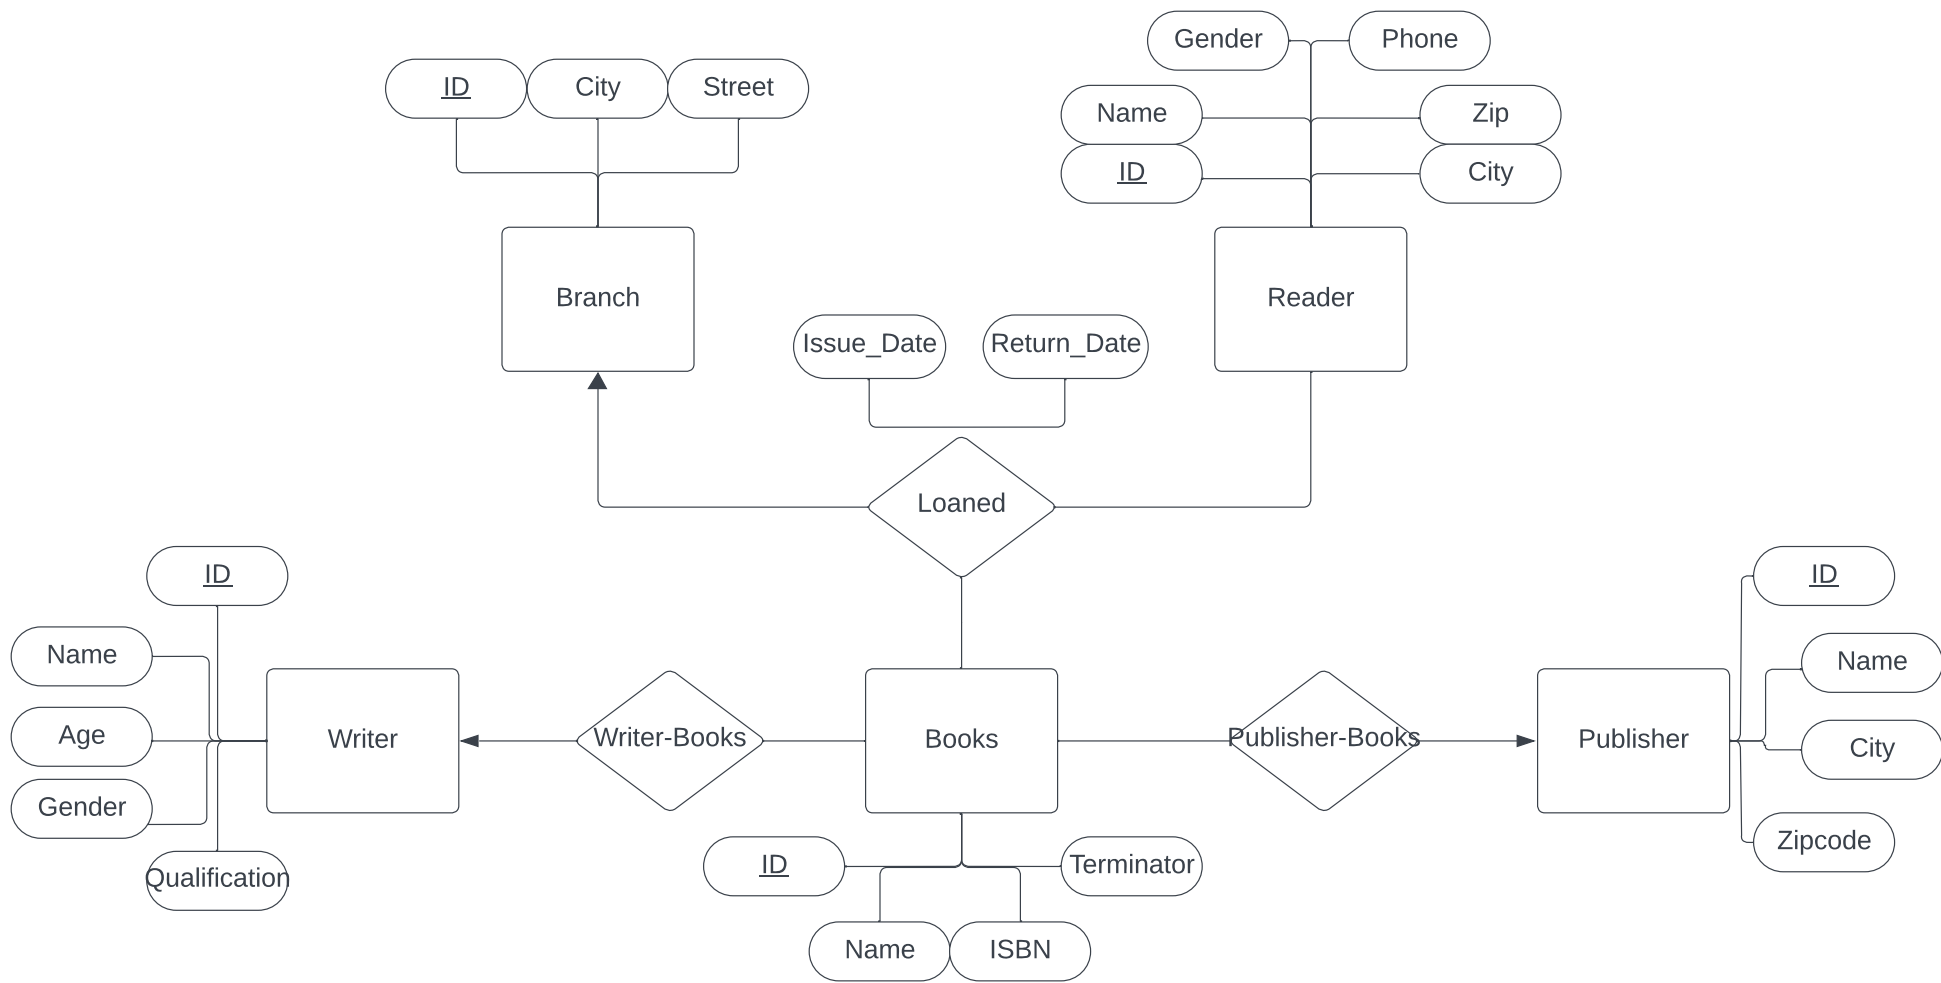 Gender
Phone
ID
City
Street
Name
Zip
ID
City
Branch
Reader
Issue_Date
Return_Date
Loaned
ID
ID
Name
Name
Age
Writer
Writer-Books
Books
Publisher-Books
Publisher
City
Gender
Zipcode
Qualification
ID
Terminator
Name
ISBN